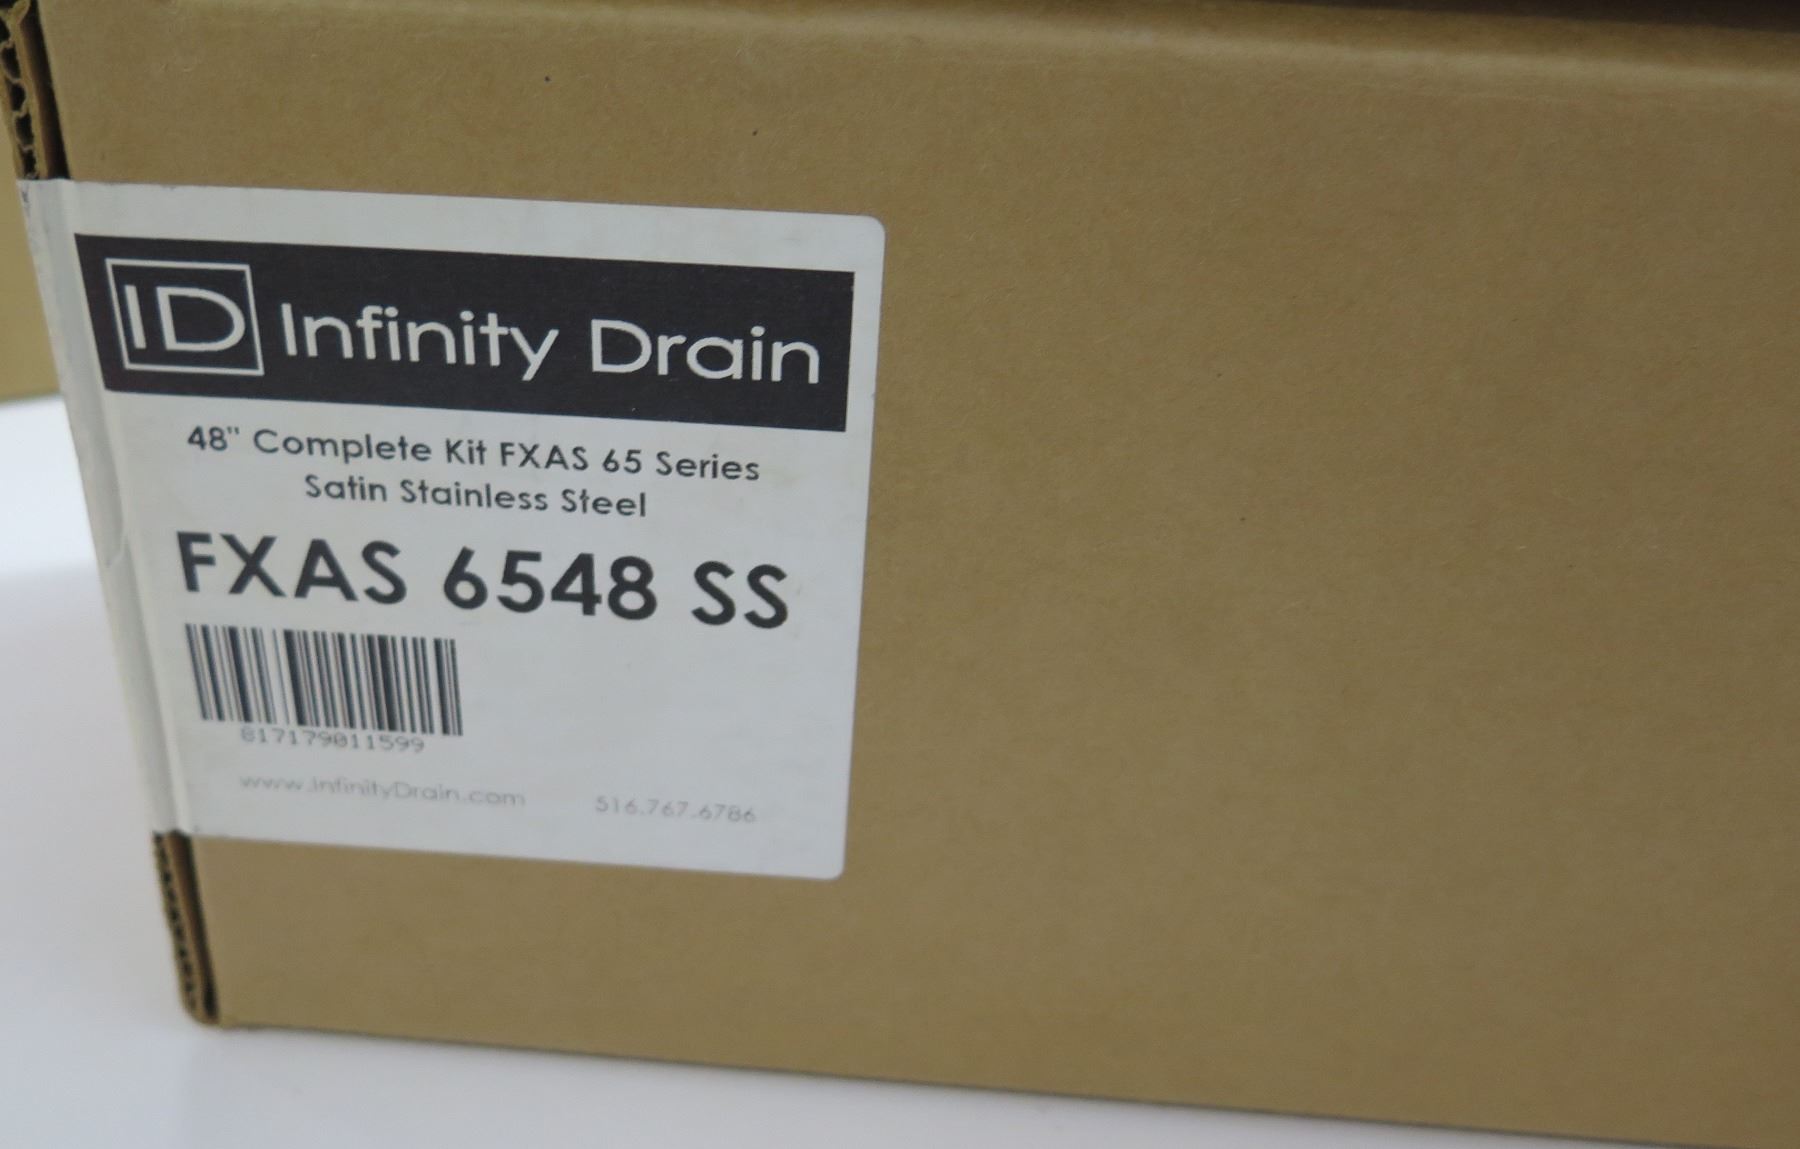 ID Infinity Drain
48" Complete Kit FXAS 65 Series
Satin Stainless Steel
FXAS 6548 SS
817179011599
www.InfinityDrain.com 516.767.6786